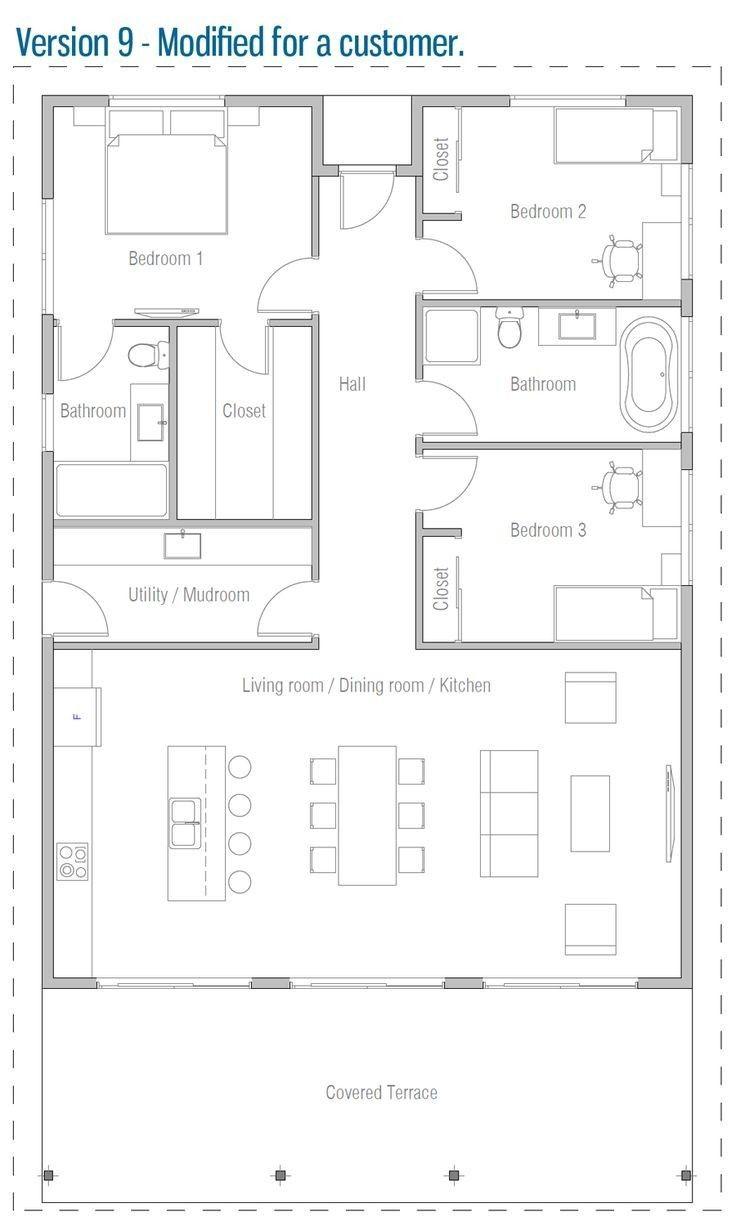 Version 9 - Modified for a customer.
Closet
Bedroom 2
Bedroom 1
Hall
Bathroom
Bathroom
Closet
Bedroom 3
Closet
Utility / Mudroom
Living room / Dining room / Kitchen
F
Covered Terrace